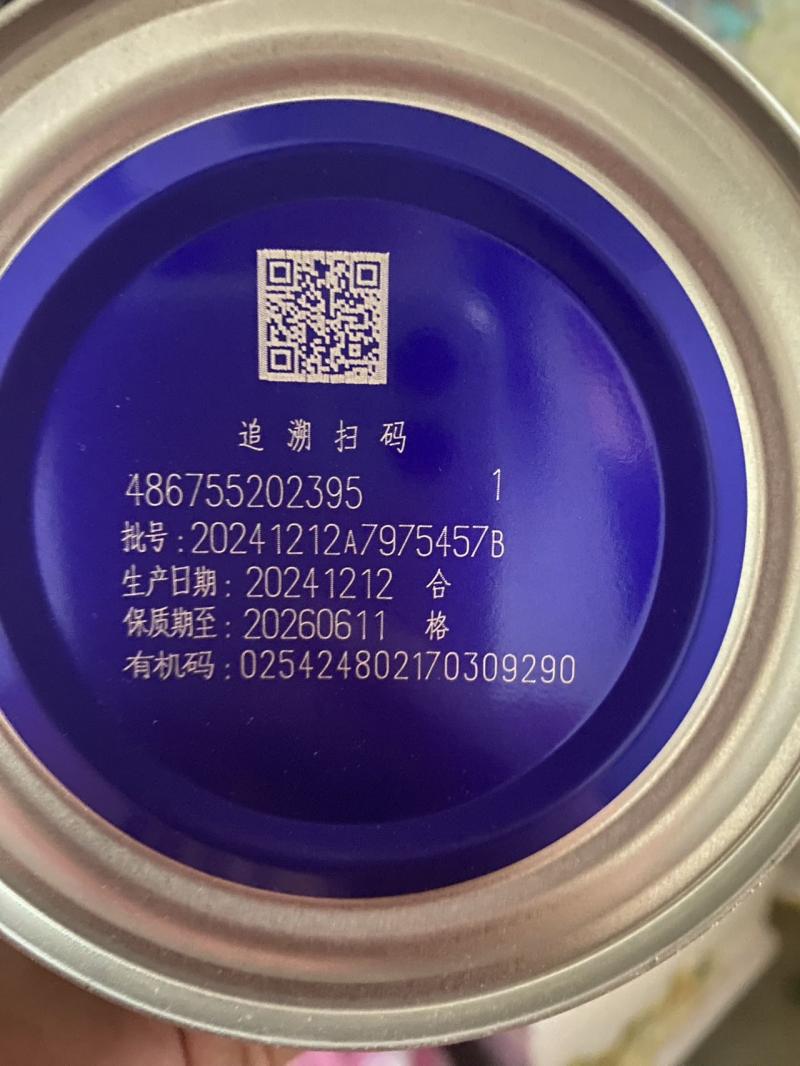 追溯扫码
486755202395 1
批号:20241212A7975457B
生产日期:20241212 合
保质期至:20260611 格
有机码:025424802170309290